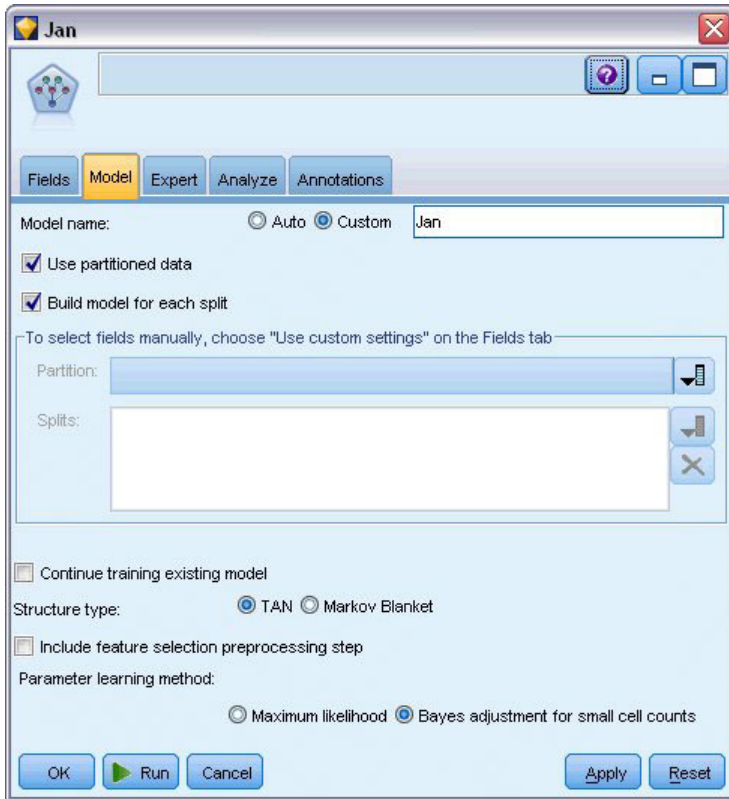 Jan
?
Fields Model Expert Analyze Annotations
Model name: Auto Custom Jan
Use partitioned data
Build model for each split
To select fields manually, choose "Use custom settings" on the Fields tab
Partition:
Splits:
Continue training existing model
Structure type: TAN Markov Blanket
Include feature selection preprocessing step
Parameter learning method:
Maximum likelihood Bayes adjustment for small cell counts
OK Run Cancel Apply Reset